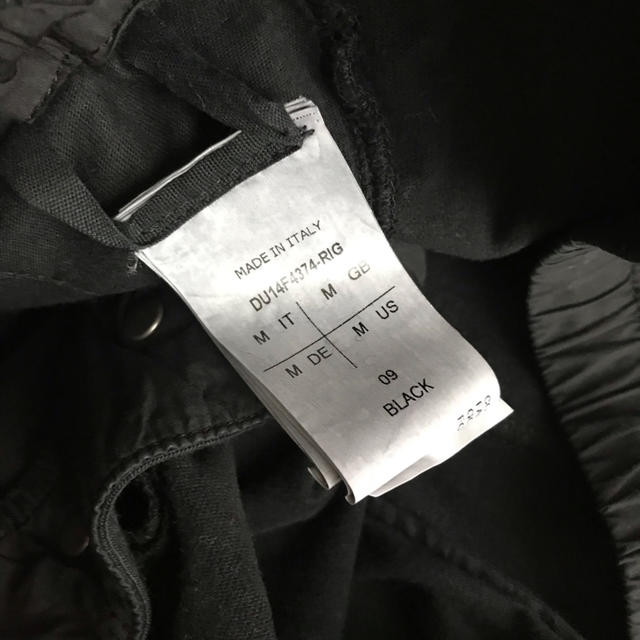 MADE IN ITALY
DU14F4374-RIG
M IT M GB
M DE M US
09
BLACK